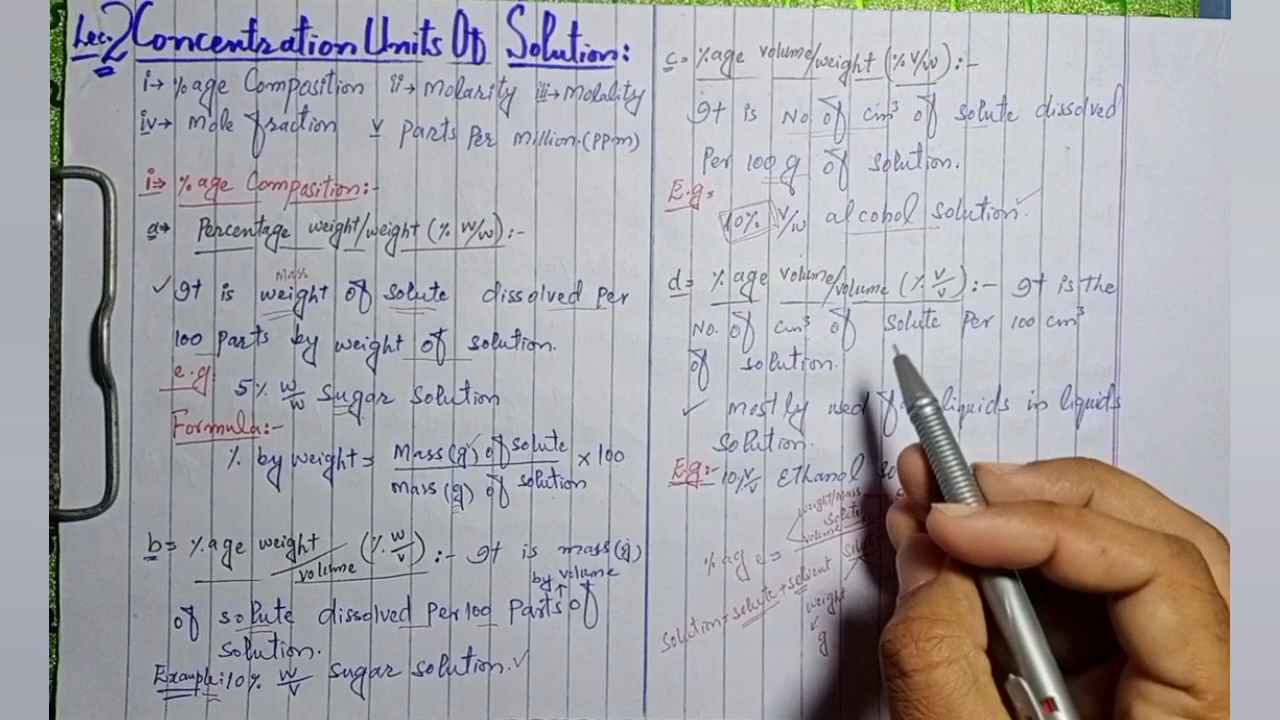 Lec.2 Concentration Units Of Solution:
i→ %age Composition ii→ molarity iii→ molality
iv→ mole fraction v parts Per million.(PPm)
i→ %age Composition:-
a→ Percentage weight/weight (% W/W):-
mass
✓ It is weight of solute dissolved per
100 parts by weight of solution.
e.g
5% w/w Sugar Solution
Formula:-
% by weight = Mass(g) of solute / mass (g) of solution × 100
b= %age weight/volume (% w/v) :- It is mass(g)
by volume
of solute dissolved Per 100 Parts↑ of
solution.
Example: 10% w/v sugar solution. ✓
c= %age volume/weight (% V/W) :-
It is No. of cm³ of solute dissolved
Per 100 g of solution.
E.g=
10% V/W alcohol solution. ✓
d= % age volume/volume (% v/v) :- It is the
No. of cm³ of Solute Per 100 cm³
of solution.
✓ mostly used liquids in liquids
solution.
E.g:- 10% v/v Ethanol
weight/mass
solute
volume
%age =
solution = solute + solvent
weight
↓
g